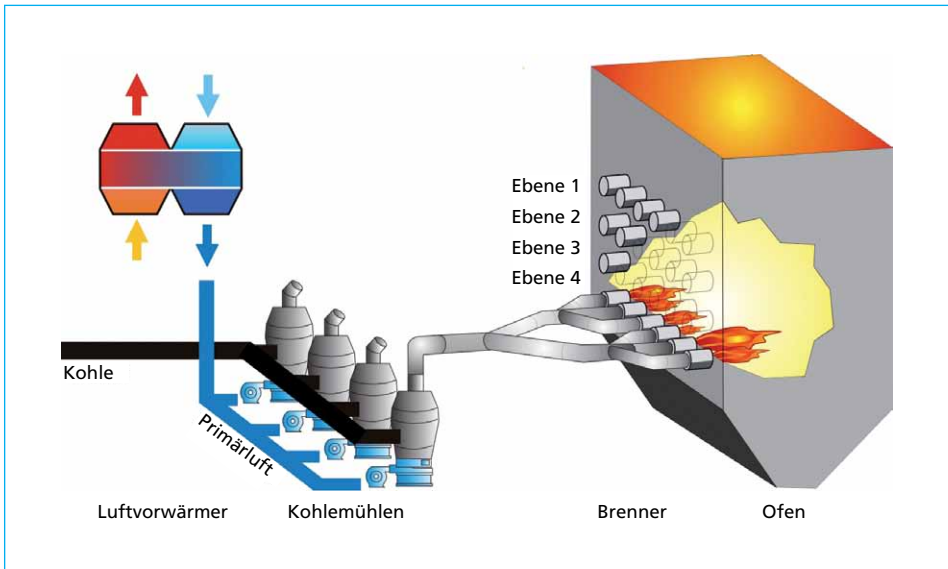 Ebene 1
Ebene 2
Ebene 3
Ebene 4
Kohle
Primärluft
Luftvorwärmer
Kohlemühlen
Brenner
Ofen